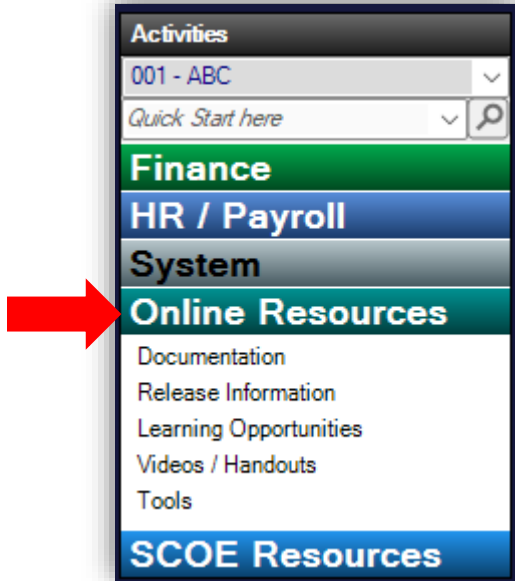 Activities
001 - ABC
Quick Start here
Finance
HR / Payroll
System
Online Resources
Documentation
Release Information
Learning Opportunities
Videos / Handouts
Tools
SCOE Resources